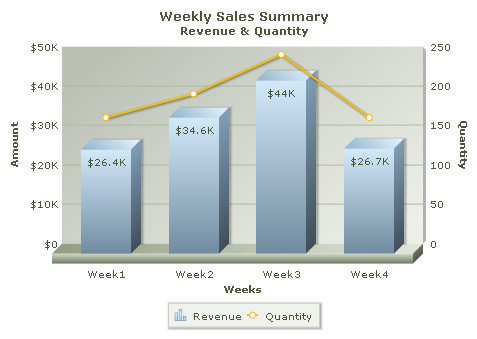 Weekly Sales Summary
Revenue & Quantity
$50K
$40K
$30K
$20K
$10K
$0
Amount
250
200
150
100
50
0
Quantity
$26.4K
$34.6K
$44K
$26.7K
Week1 Week2 Week3 Week4
Weeks
Revenue Quantity